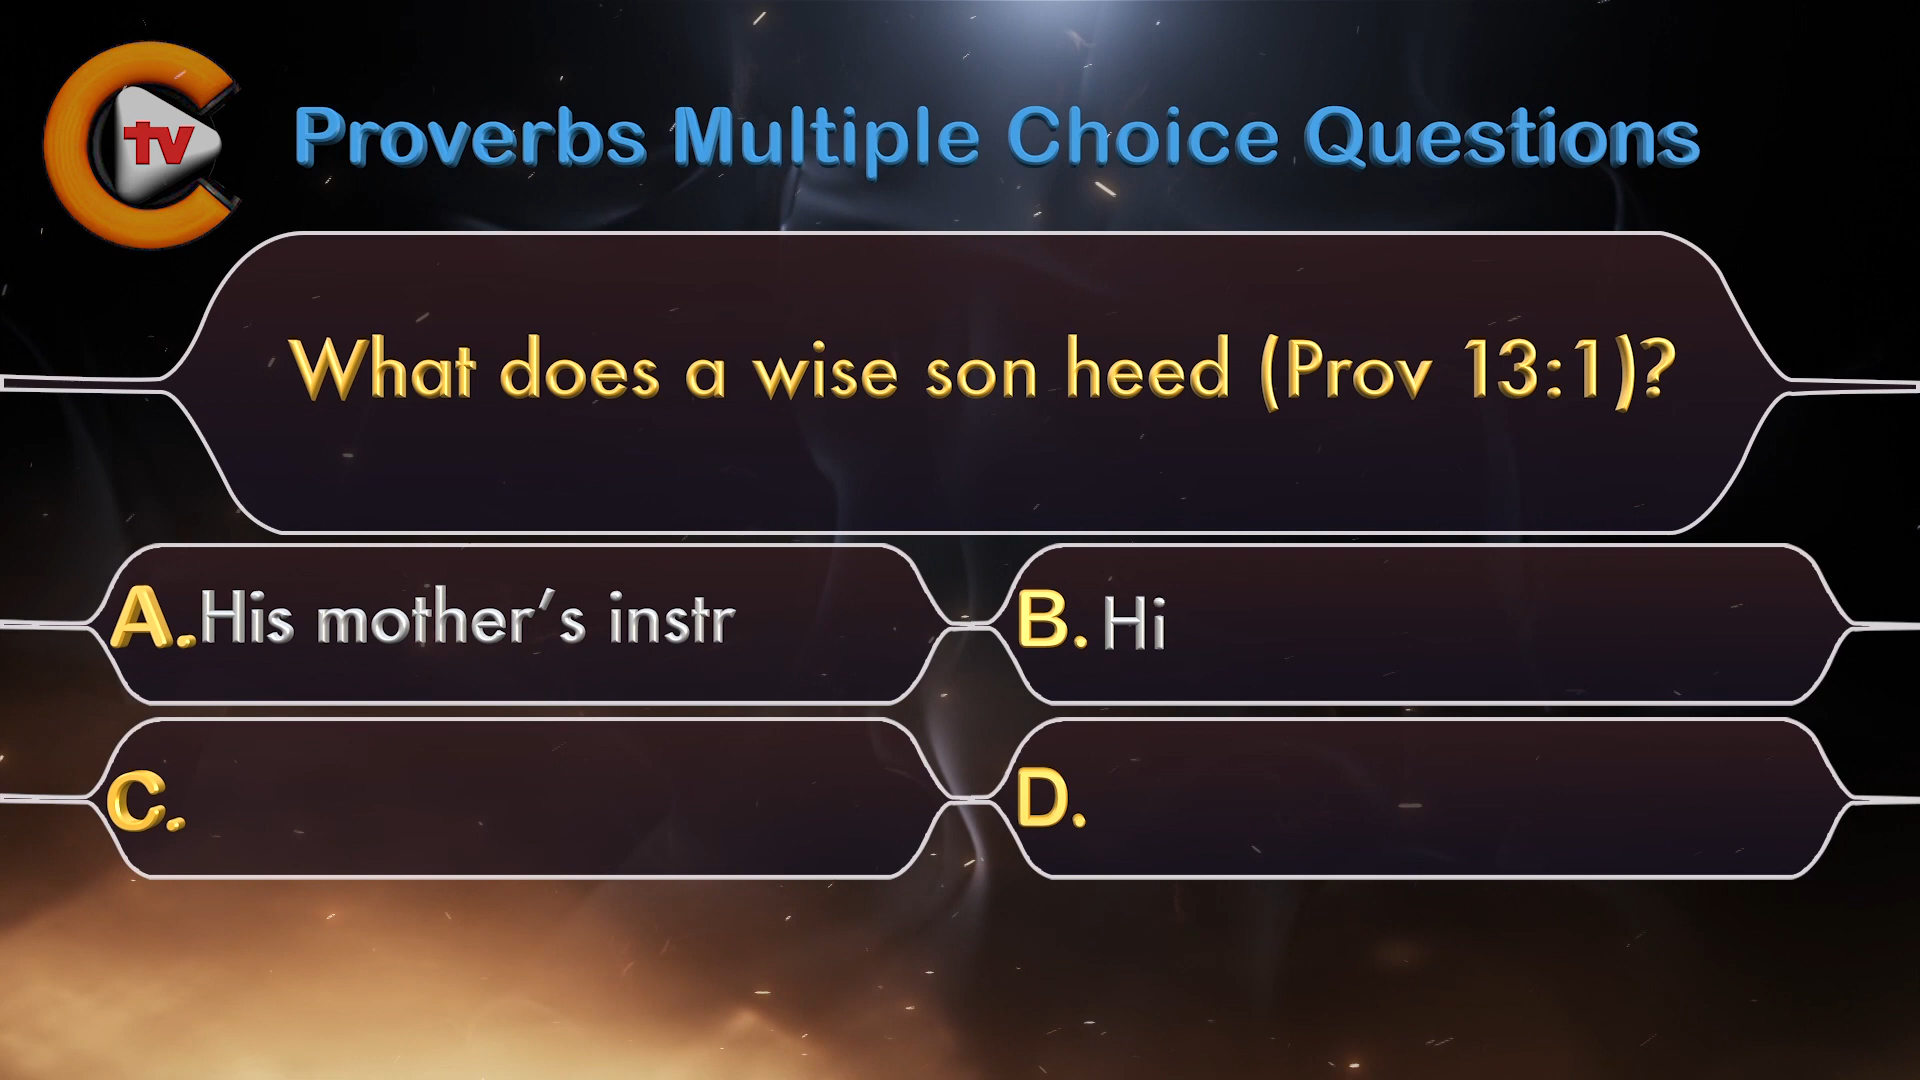 tv
Proverbs Multiple Choice Questions
What does a wise son heed (Prov 13:1)?
A. His mother’s instr
B. Hi
C.
D.